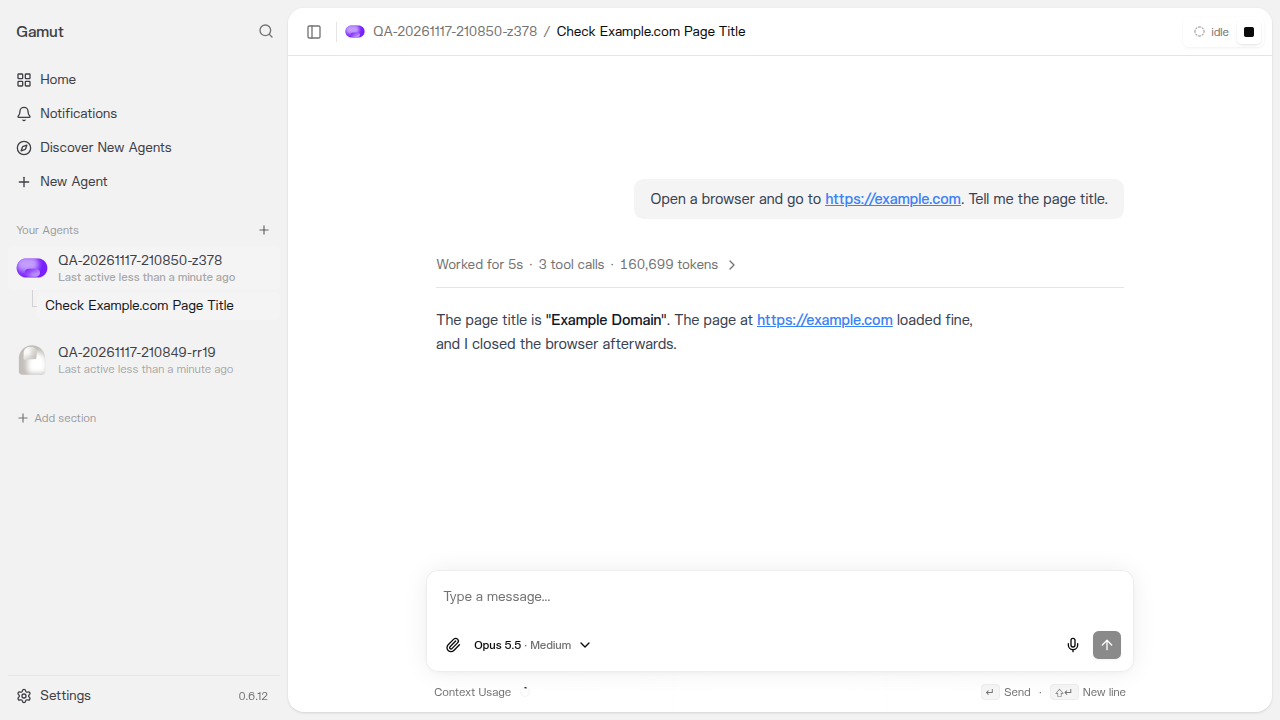 Gamut
Home
Notifications
Discover New Agents
New Agent
Your Agents
QA-20261117-210850-z378
Last active less than a minute ago
Check Example.com Page Title
QA-20261117-210849-rr19
Last active less than a minute ago
Add section
Settings
0.6.12
QA-20261117-210850-z378 / Check Example.com Page Title
idle
Open a browser and go to https://example.com. Tell me the page title.
Worked for 5s · 3 tool calls · 160,699 tokens
The page title is "Example Domain". The page at https://example.com loaded fine,
and I closed the browser afterwards.
Type a message...
Opus 5.5 · Medium
Context Usage
Send · New line